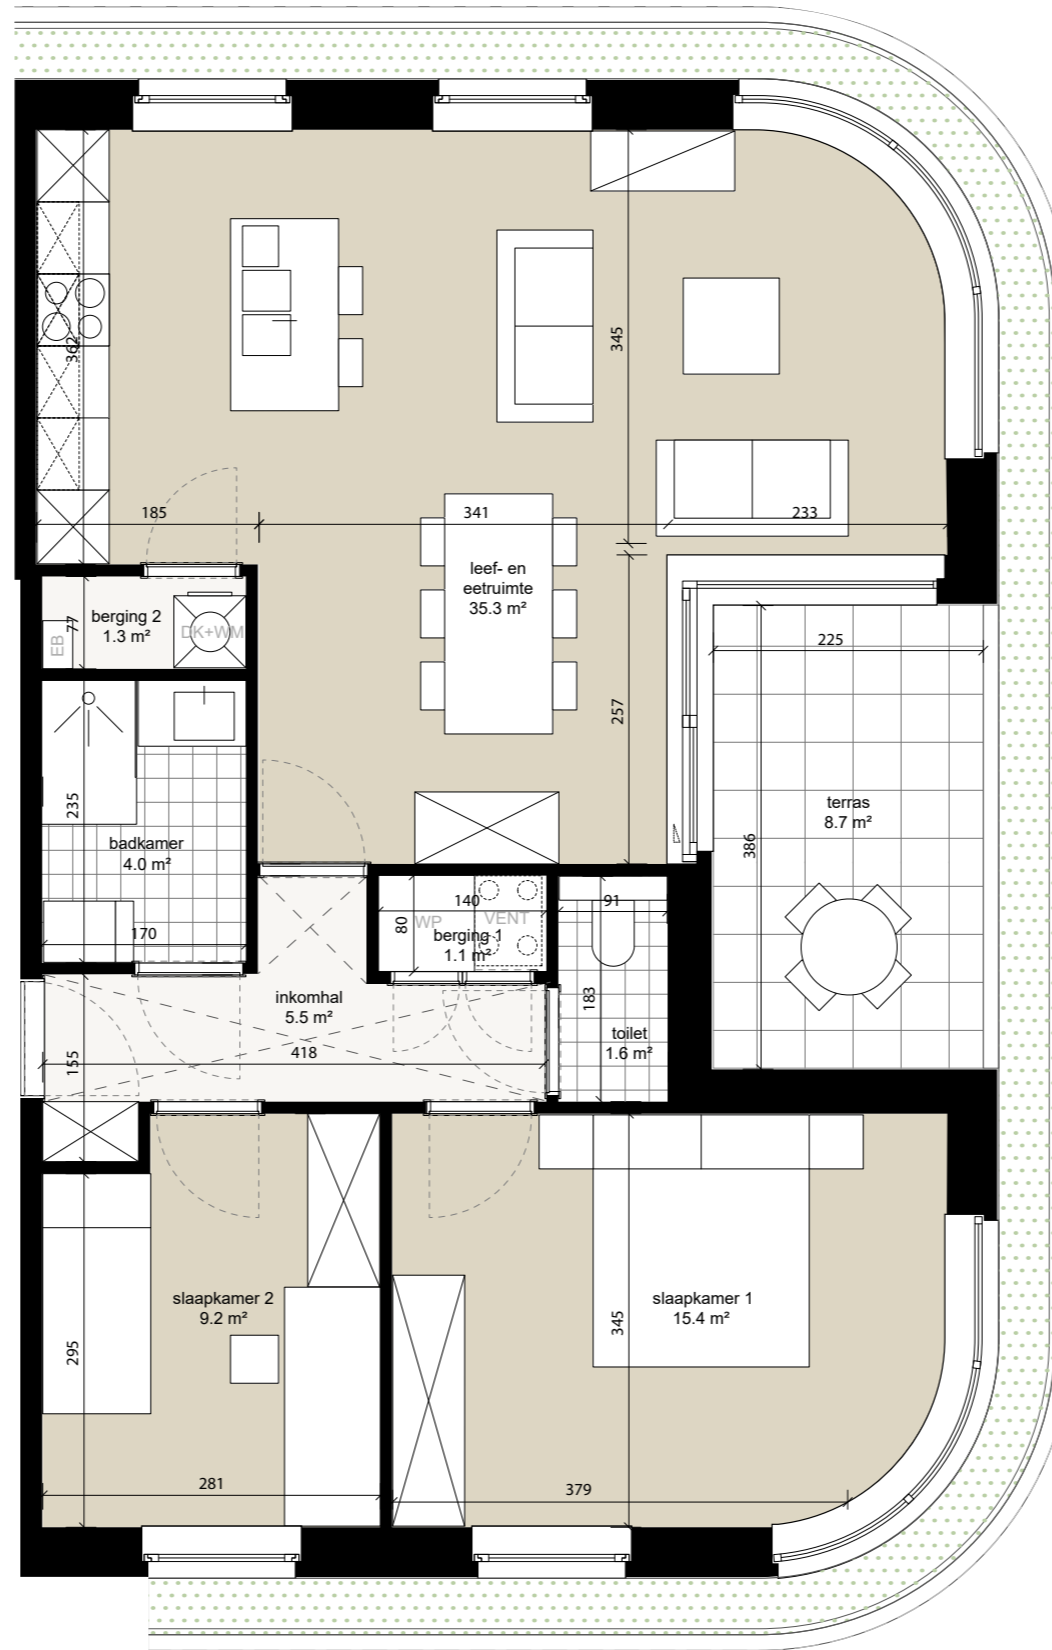 362
345
185
341
233
leef- en
eetruimte
35.3 m²
berging 2
1.3 m²
77
EB
DK+WM
225
257
235
badkamer
4.0 m²
170
terras
8.7 m²
386
140
80
WP
VENT
berging 1
1.1 m²
91
183
toilet
1.6 m²
inkomhal
5.5 m²
418
155
slaapkamer 2
9.2 m²
295
281
slaapkamer 1
15.4 m²
345
379